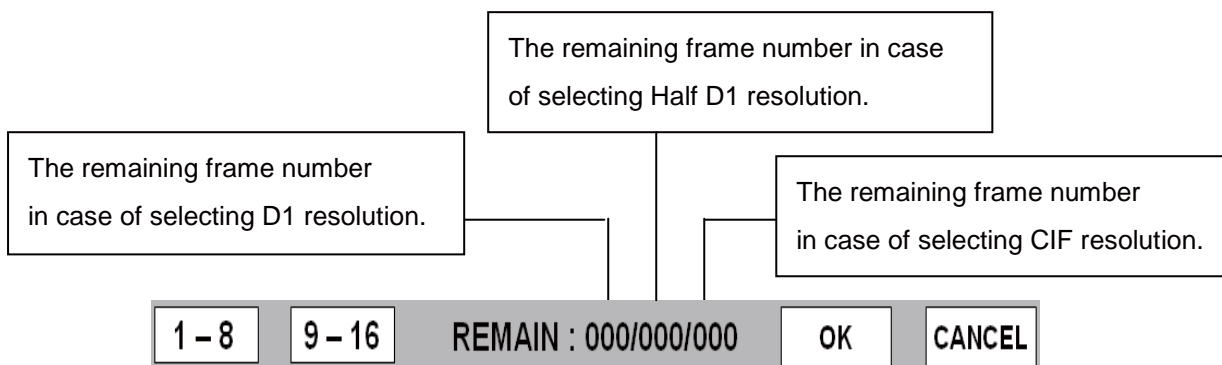 The remaining frame number in case
of selecting Half D1 resolution.
The remaining frame number
in case of selecting D1 resolution.
The remaining frame number
in case of selecting CIF resolution.
1 – 8 9 – 16 REMAIN : 000/000/000 OK CANCEL